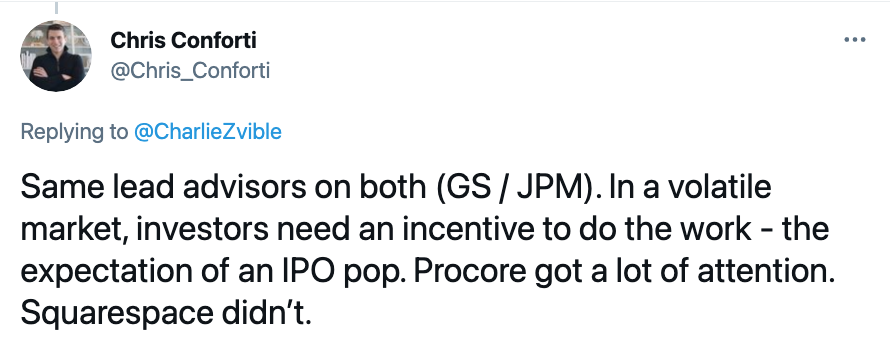 Chris Conforti
@Chris_Conforti
Replying to @CharlieZvible
Same lead advisors on both (GS / JPM). In a volatile
market, investors need an incentive to do the work - the
expectation of an IPO pop. Procore got a lot of attention.
Squarespace didn’t.